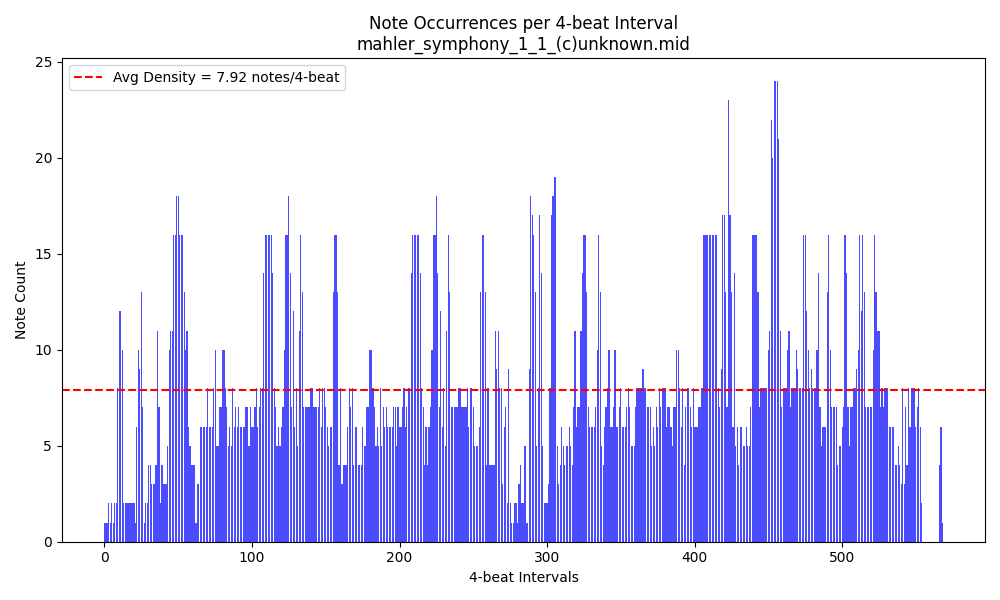 Note Occurrences per 4-beat Interval
mahler_symphony_1_1_(c)unknown.mid
Avg Density = 7.92 notes/4-beat
Note Count
25
20
15
10
5
0
0 100 200 300 400 500
4-beat Intervals